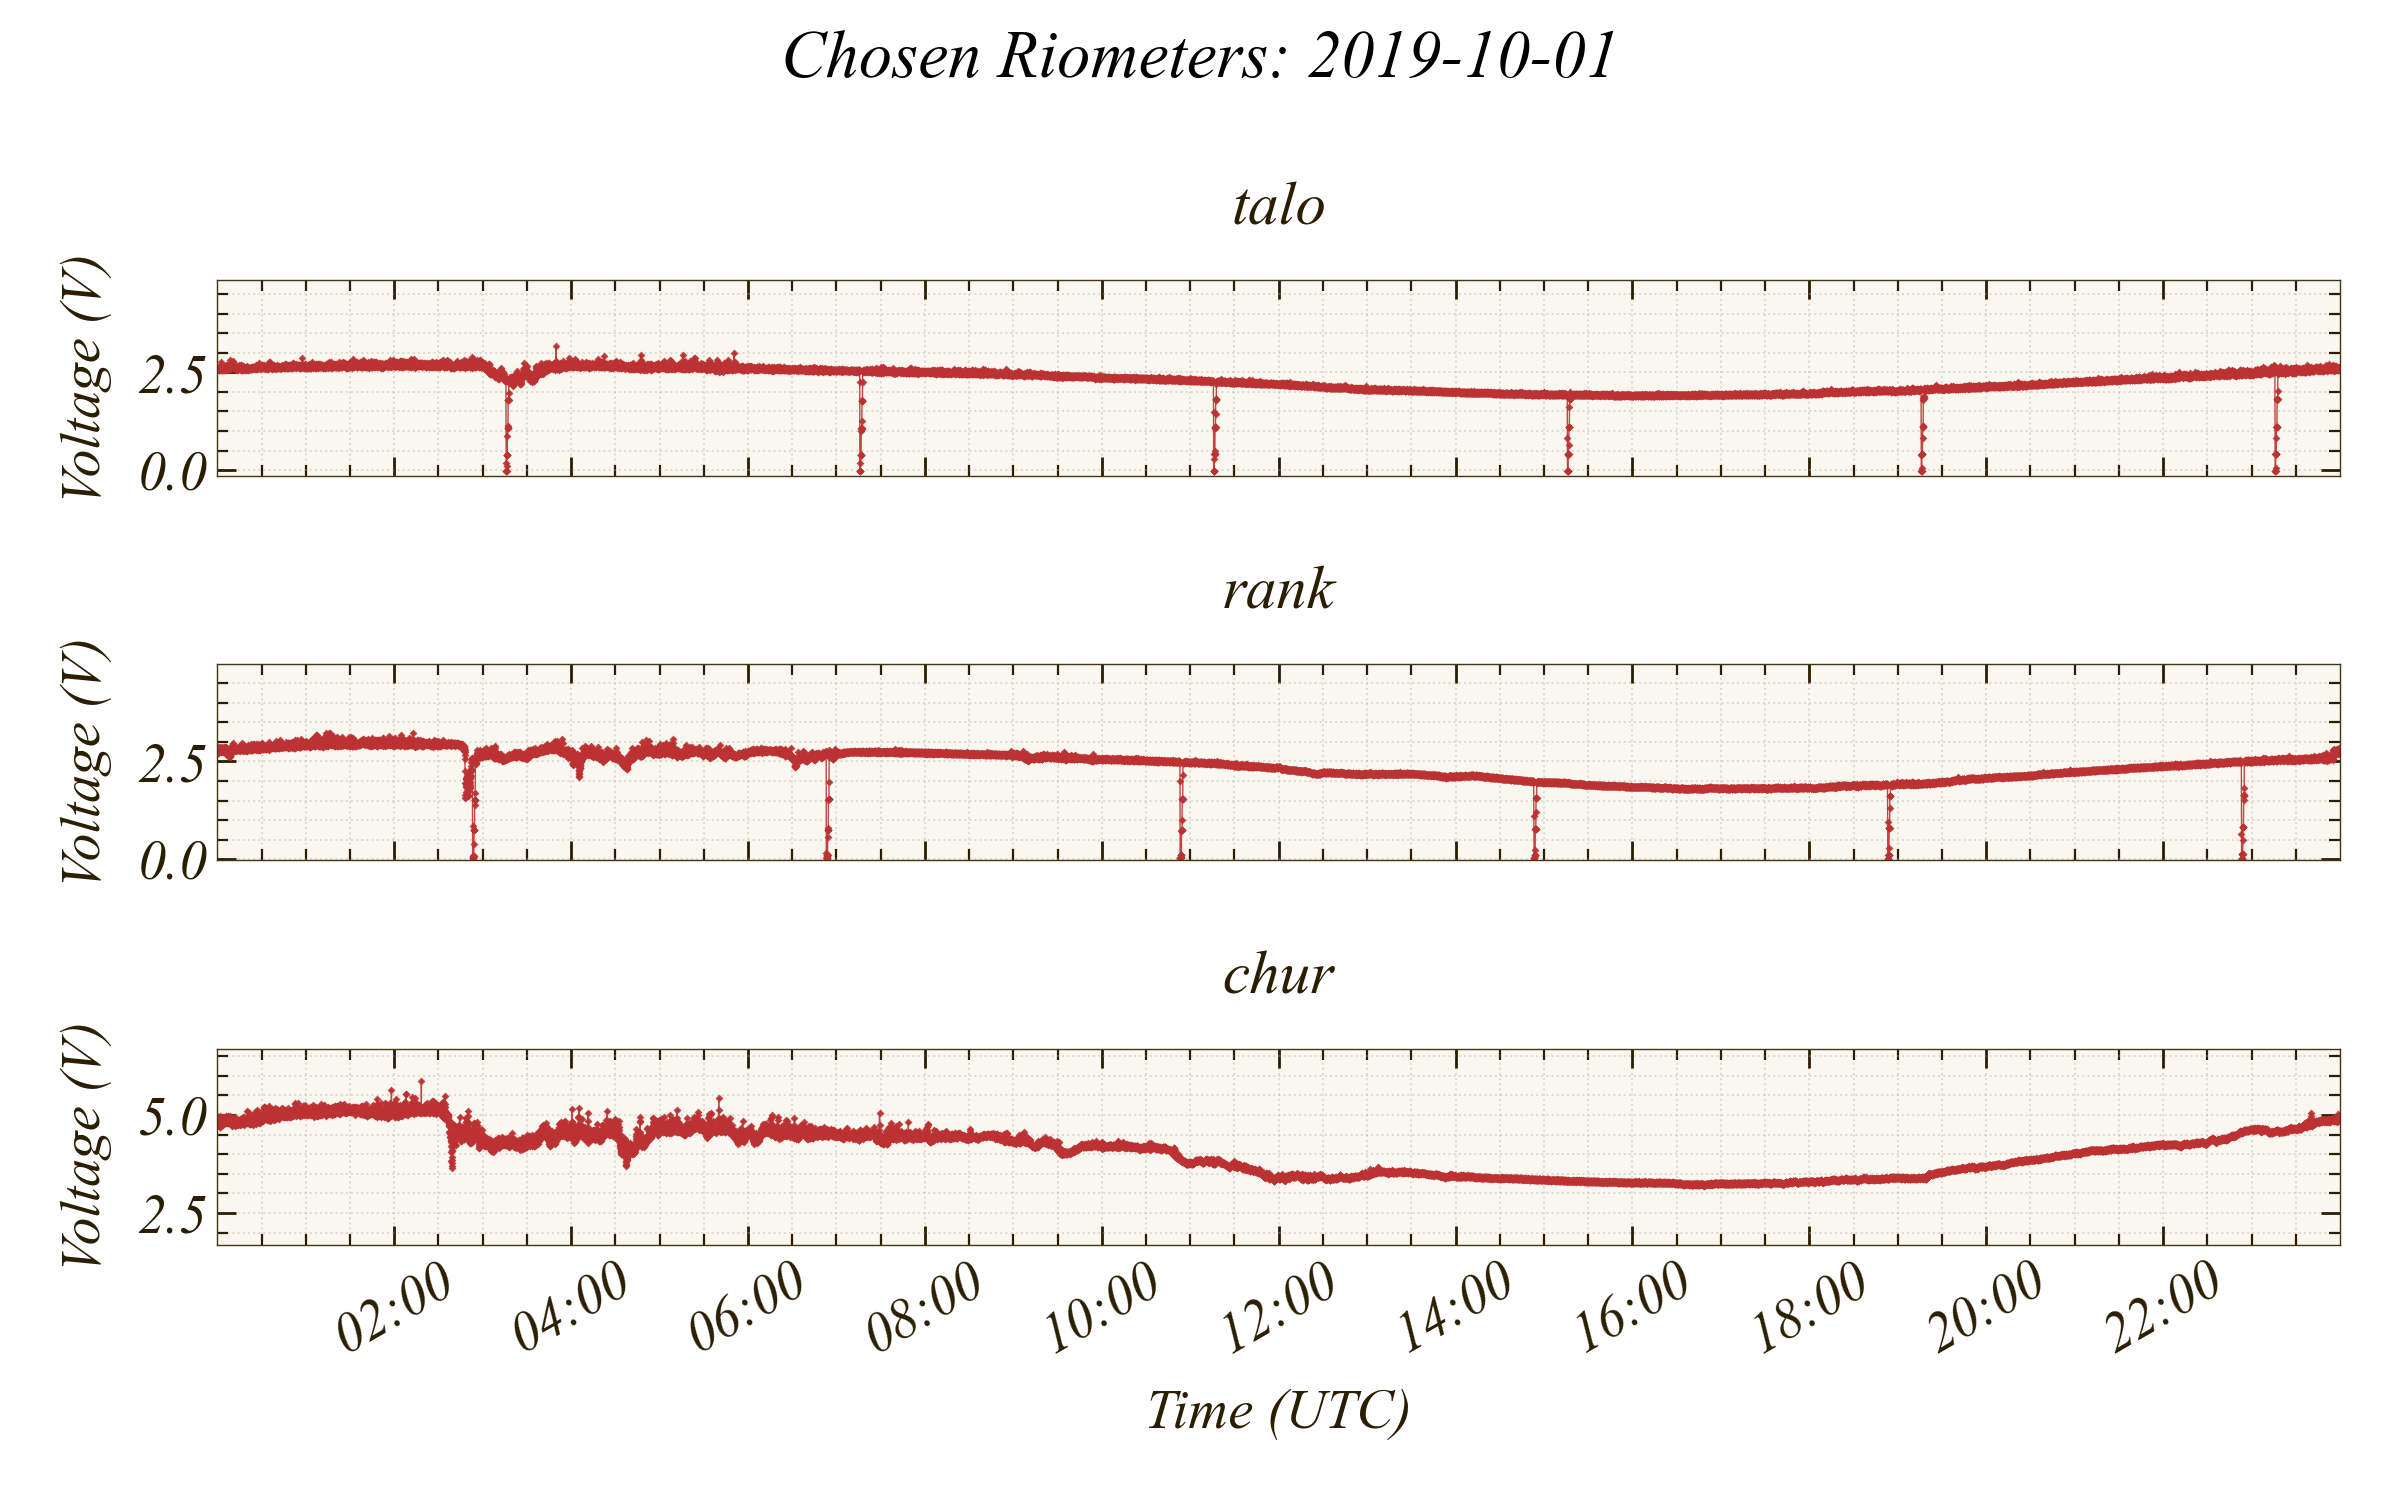 Chosen Riometers: 2019-10-01
talo
Voltage (V)
2.5
0.0
rank
Voltage (V)
2.5
0.0
chur
Voltage (V)
5.0
2.5
02:00 04:00 06:00 08:00 10:00 12:00 14:00 16:00 18:00 20:00 22:00
Time (UTC)